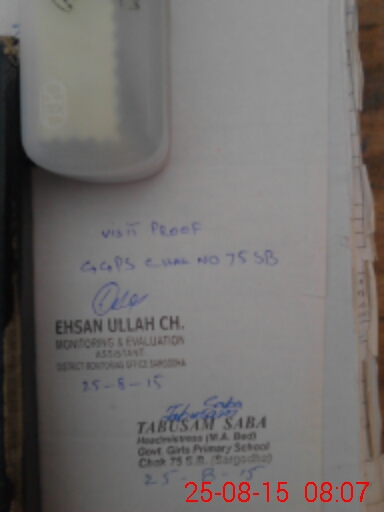 VISIT PROOF
GGPS CHAK NO 75 SB
EHSAN ULLAH CH.
MONITORING & EVALUATION
ASSISTANT
DISTRICT MONITORING OFFICE SARGODHA
25-8-15
Tabusam Saba
TABUSAM SABA
Headmistress (M.A. Bed)
Govt. Girls Primary School
Chak 75 S.B. (Sargodha)
25-8-15
25-08-15 08:07